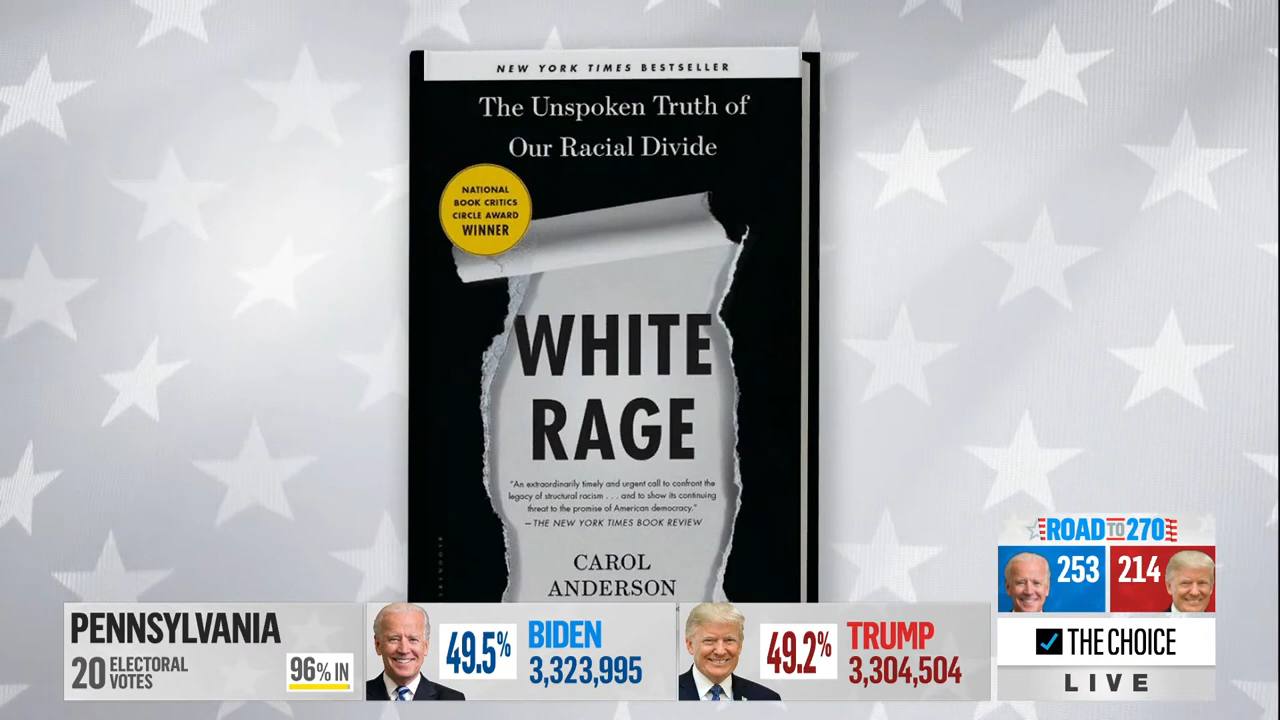 NEW YORK TIMES BESTSELLER
The Unspoken Truth of
Our Racial Divide
NATIONAL
BOOK CRITICS
CIRCLE AWARD
WINNER
WHITE
RAGE
"An extraordinarily timely and urgent call to confront the
legacy of structural racism . . . and to show its continuing
threat to the promise of American democracy."
—THE NEW YORK TIMES BOOK REVIEW
CAROL
ANDERSON
ROAD TO 270
253 214
THE CHOICE
LIVE
PENNSYLVANIA
20 ELECTORAL
VOTES
96% IN
49.5% BIDEN
3,323,995
49.2% TRUMP
3,304,504